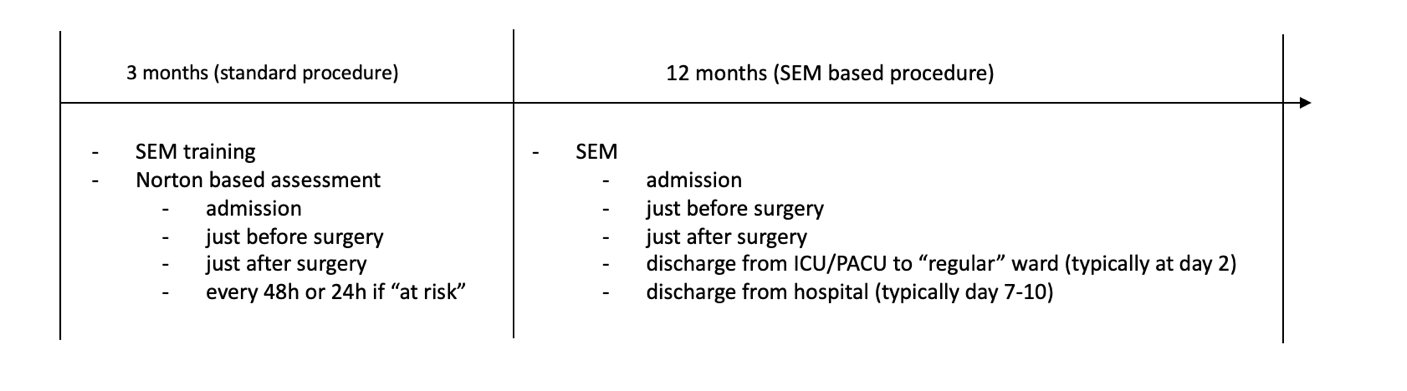 3 months (standard procedure)
12 months (SEM based procedure)
- SEM training
- Norton based assessment
- admission
- just before surgery
- just after surgery
- every 48h or 24h if “at risk”
- SEM
- admission
- just before surgery
- just after surgery
- discharge from ICU/PACU to “regular” ward (typically at day 2)
- discharge from hospital (typically day 7-10)